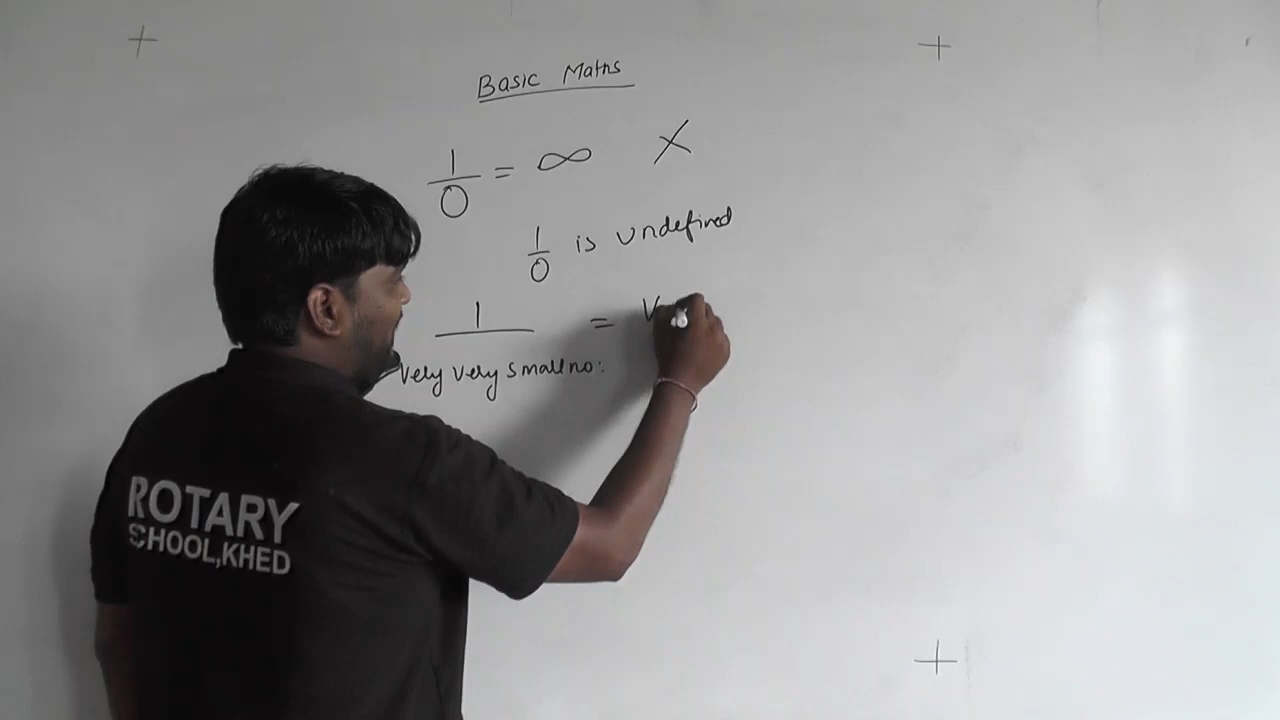 Basic Maths
1/0 = ∞ X
1/0 is undefined
1/Very Very Small no: = V
ROTARY
SCHOOL,KHED